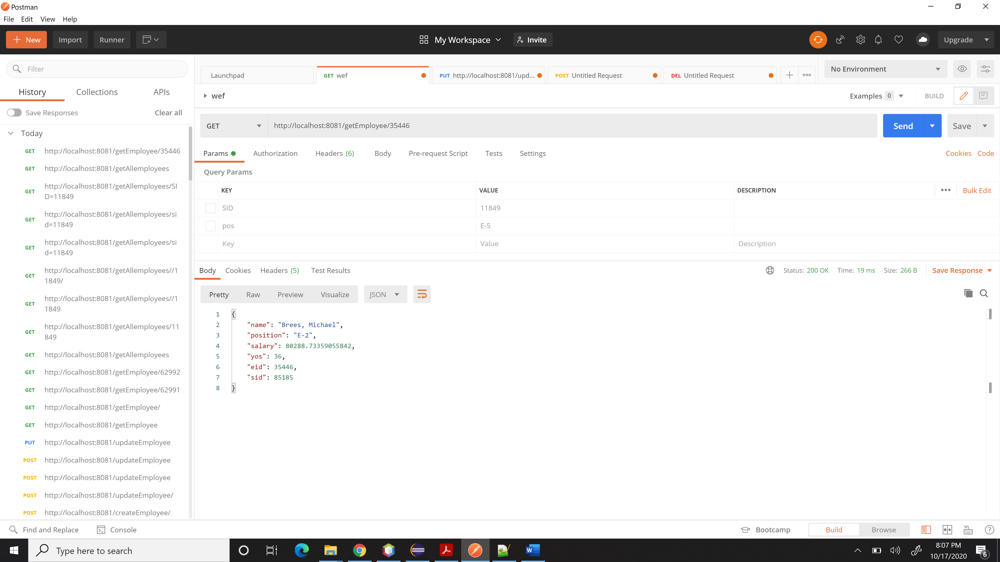 Postman
File Edit View Help
New Import Runner My Workspace Invite Upgrade
Filter
History Collections APIs
Save Responses Clear all
Today
GET http://localhost:8081/getEmployee/35446
GET http://localhost:8081/getAllemployees
GET http://localhost:8081/getAllemployees/SI
D=11849
GET http://localhost:8081/getAllemployees/si
d=11849
GET http://localhost:8081/getAllemployees/si
d=11849
GET http://localhost:8081/getAllemployees//1
1849/
GET http://localhost:8081/getAllemployees//1
1849
GET http://localhost:8081/getAllemployees/11
849
GET http://localhost:8081/getAllemployees
GET http://localhost:8081/getEmployee/62992
GET http://localhost:8081/getEmployee/62991
GET http://localhost:8081/getEmployee/
GET http://localhost:8081/getEmployee
PUT http://localhost:8081/updateEmployee
POST http://localhost:8081/updateEmployee
POST http://localhost:8081/updateEmployee
POST http://localhost:8081/updateEmployee/
POST http://localhost:8081/createEmployee/
Launchpad GET wef PUT http://localhost:8081/upd... POST Untitled Request DEL Untitled Request No Environment
wef Examples 0 BUILD
GET http://localhost:8081/getEmployee/35446 Send Save
Params Authorization Headers (6) Body Pre-request Script Tests Settings Cookies Code
Query Params
KEY VALUE DESCRIPTION Bulk Edit
SID 11849
pos E-5
Key Value Description
Body Cookies Headers (5) Test Results Status: 200 OK Time: 19 ms Size: 266 B Save Response
Pretty Raw Preview Visualize JSON
1 {
2 "name": "Brees, Michael",
3 "position": "E-2",
4 "salary": 80288.73359055842,
5 "yos": 36,
6 "eid": 35446,
7 "sid": 85185
8 }
Find and Replace Console Bootcamp Build Browse
Type here to search
8:07 PM
10/17/2020
6